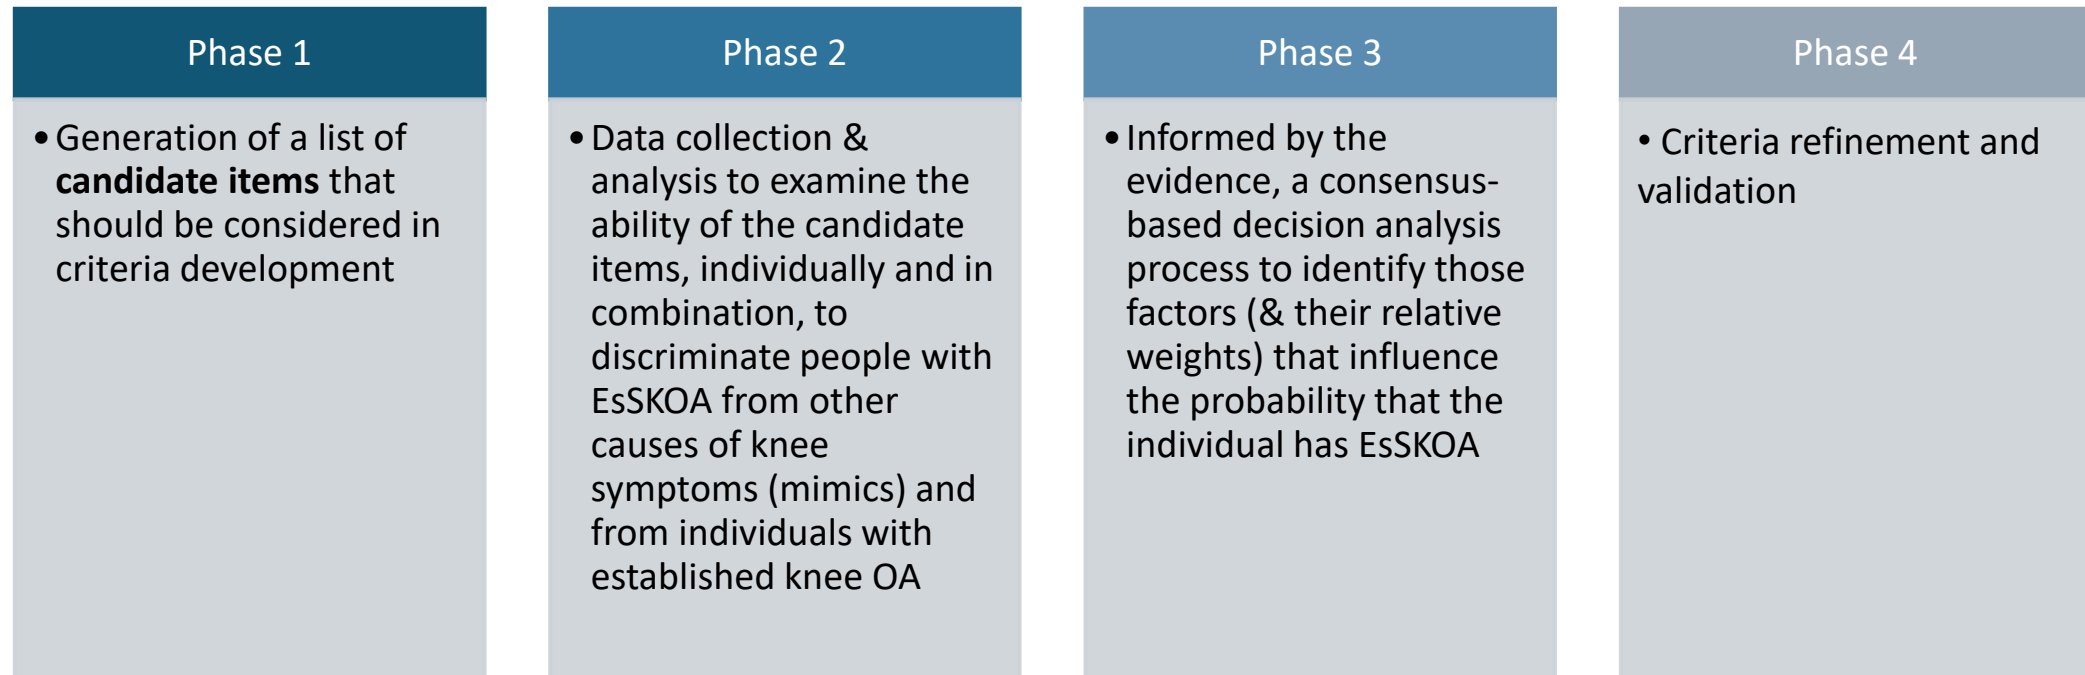 Phase 1
•Generation of a list of
candidate items that
should be considered in
criteria development
Phase 2
•Data collection &
analysis to examine the
ability of the candidate
items, individually and in
combination, to
discriminate people with
EsSKOA from other
causes of knee
symptoms (mimics) and
from individuals with
established knee OA
Phase 3
•Informed by the
evidence, a consensus-
based decision analysis
process to identify those
factors (& their relative
weights) that influence
the probability that the
individual has EsSKOA
Phase 4
• Criteria refinement and
validation